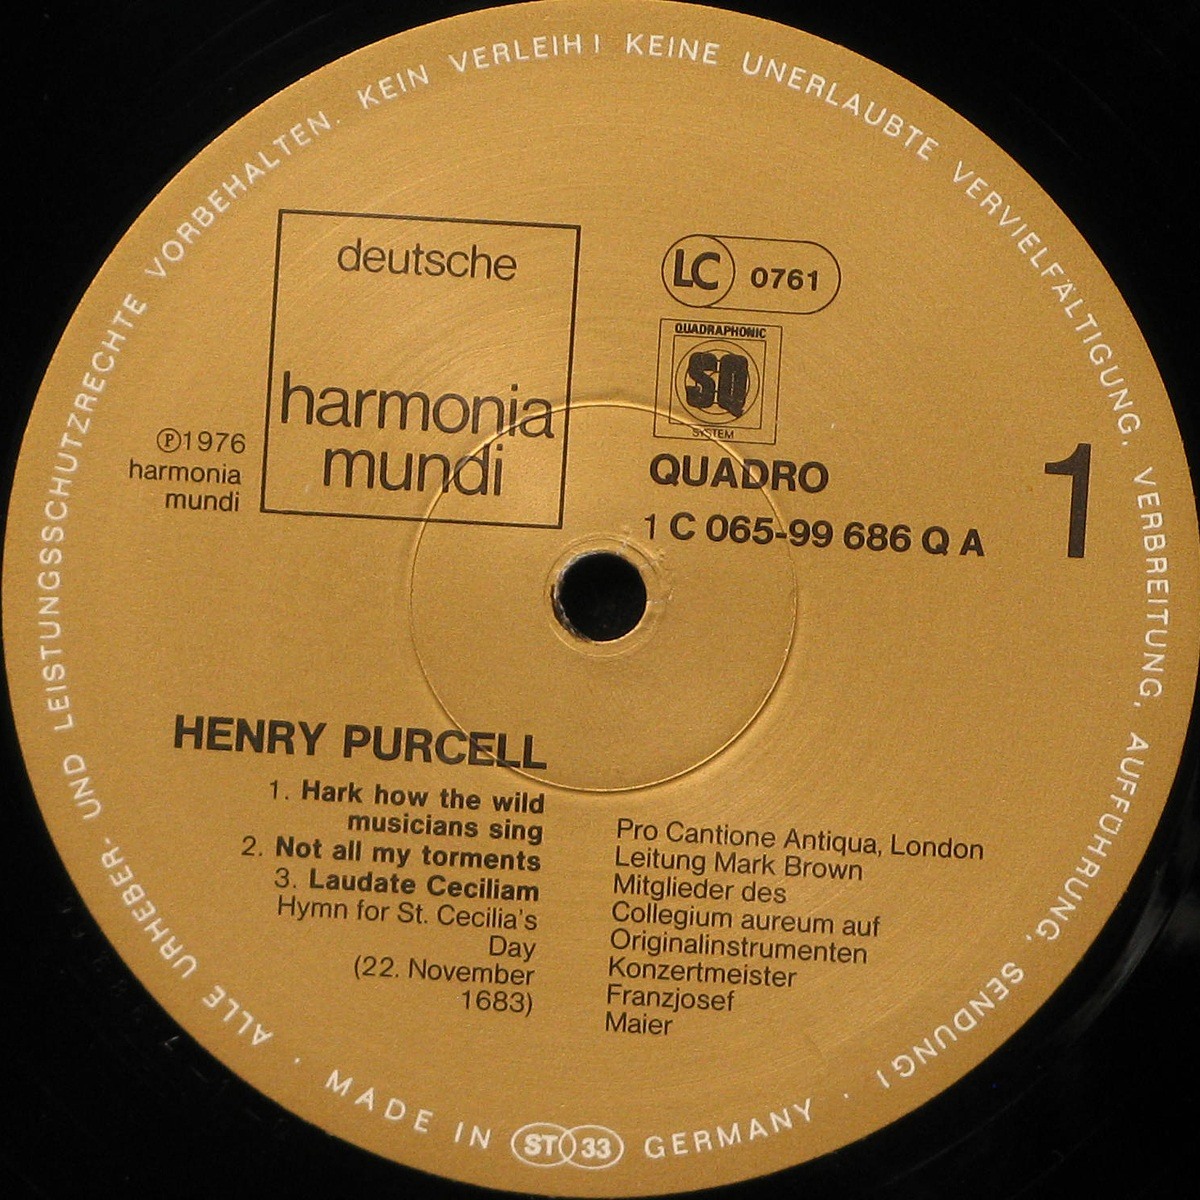 ALLE URHEBER- UND LEISTUNGSSCHUTZRECHTE VORBEHALTEN. KEIN VERLEIH! KEINE UNERLAUBTE VERVIELFÄLTIGUNG, VERBREITUNG, AUFFÜHRUNG, SENDUNG!
deutsche
harmonia
mundi
℗1976
harmonia
mundi
LC 0761
QUADRAPHONIC
SQ
SYSTEM
QUADRO
1 C 065-99 686 Q A
1
HENRY PURCELL
1. Hark how the wild
musicians sing
2. Not all my torments
3. Laudate Ceciliam
Hymn for St. Cecilia's
Day
(22. November
1683)
Pro Cantione Antiqua, London
Leitung Mark Brown
Mitglieder des
Collegium aureum auf
Originalinstrumenten
Konzertmeister
Franzjosef
Maier
· MADE IN ST 33 GERMANY ·